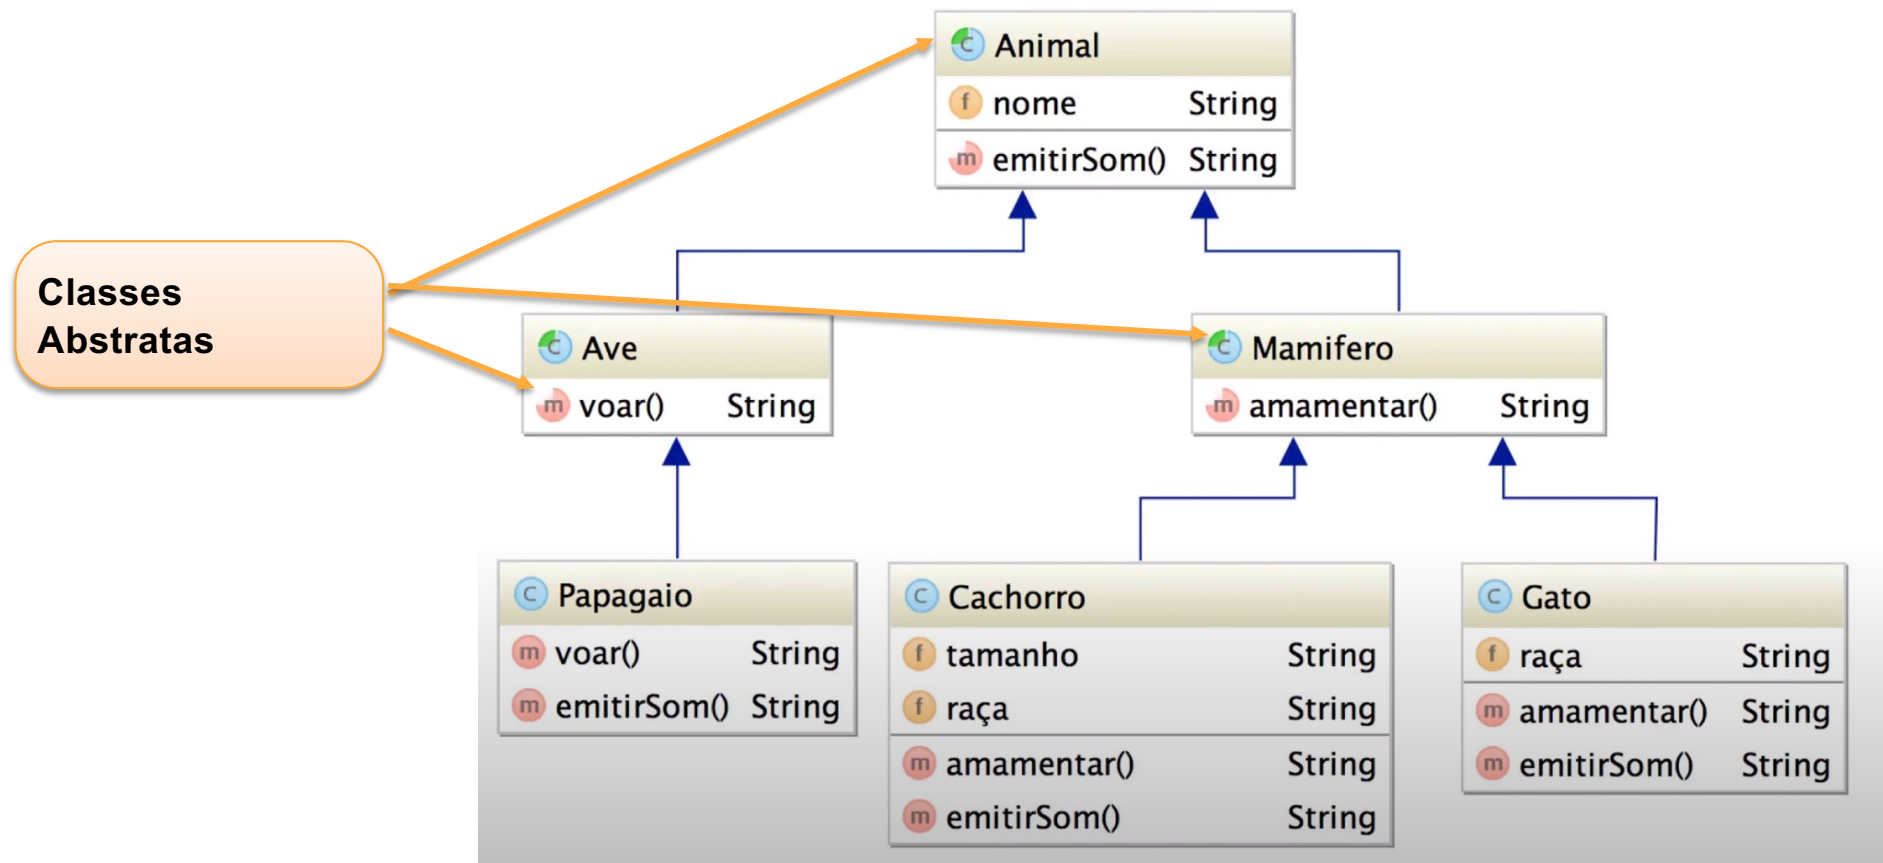 Classes
Abstratas
C Animal
f nome String
m emitirSom() String
C Ave
m voar() String
C Mamifero
m amamentar() String
C Papagaio
m voar() String
m emitirSom() String
C Cachorro
f tamanho String
f raça String
m amamentar() String
m emitirSom() String
C Gato
f raça String
m amamentar() String
m emitirSom() String